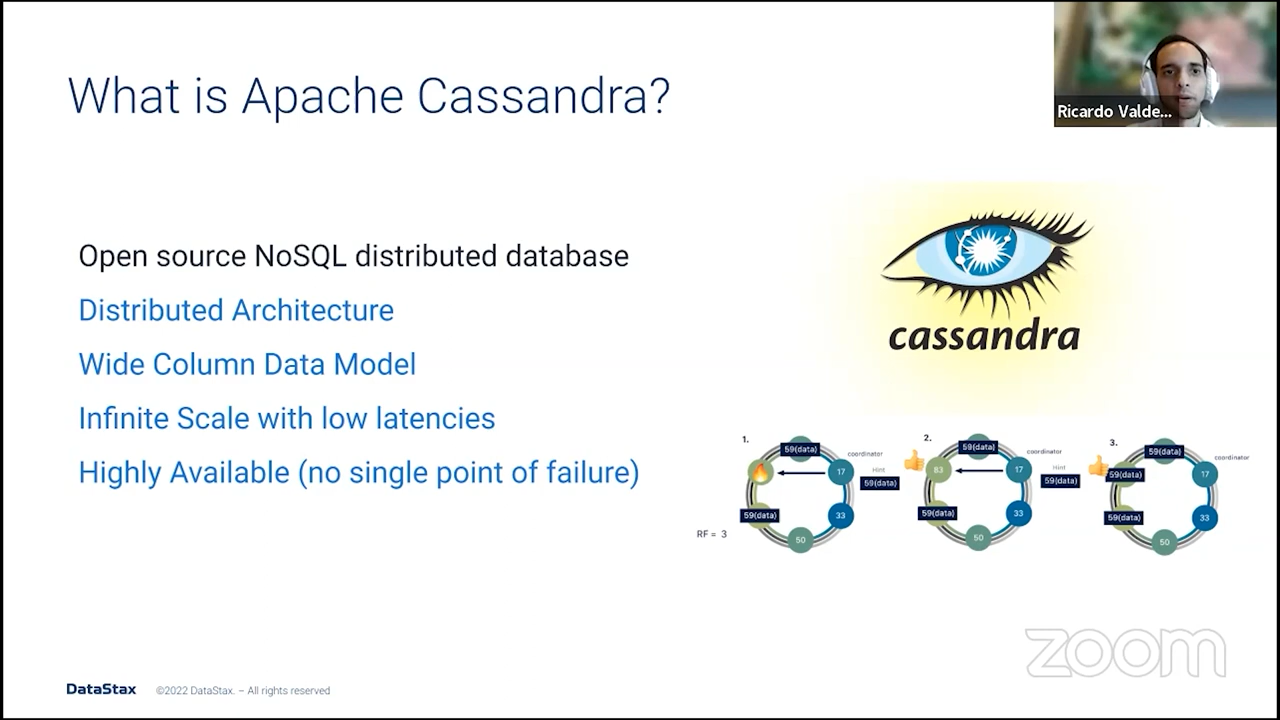 What is Apache Cassandra?
Ricardo Valde...
Open source NoSQL distributed database
Distributed Architecture
Wide Column Data Model
Infinite Scale with low latencies
Highly Available (no single point of failure)
cassandra
1.
59(data)
coordinator
17
Hint
59(data)
59(data)
33
50
RF = 3
2.
59(data)
coordinator
83
17
Hint
59(data)
59(data)
33
50
3.
59(data)
coordinator
59(data)
17
59(data)
33
50
zoom
DataStax
©2022 DataStax. – All rights reserved